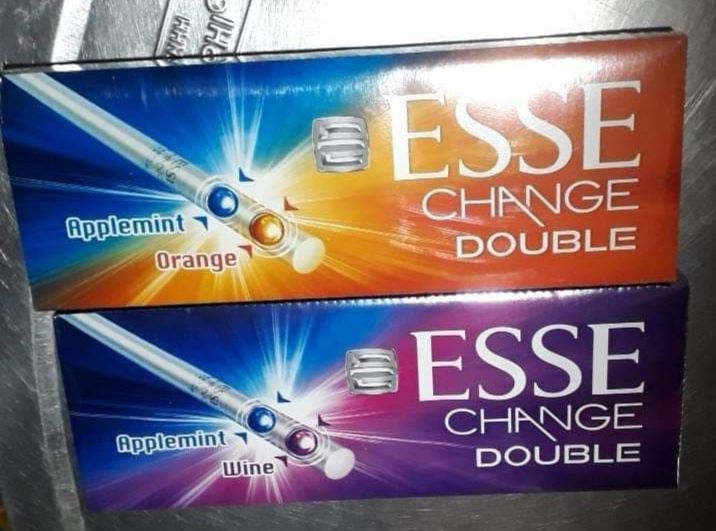 ESSE
CHANGE
DOUBLE
Applemint
Orange
ESSE
CHANGE
DOUBLE
Applemint
Wine